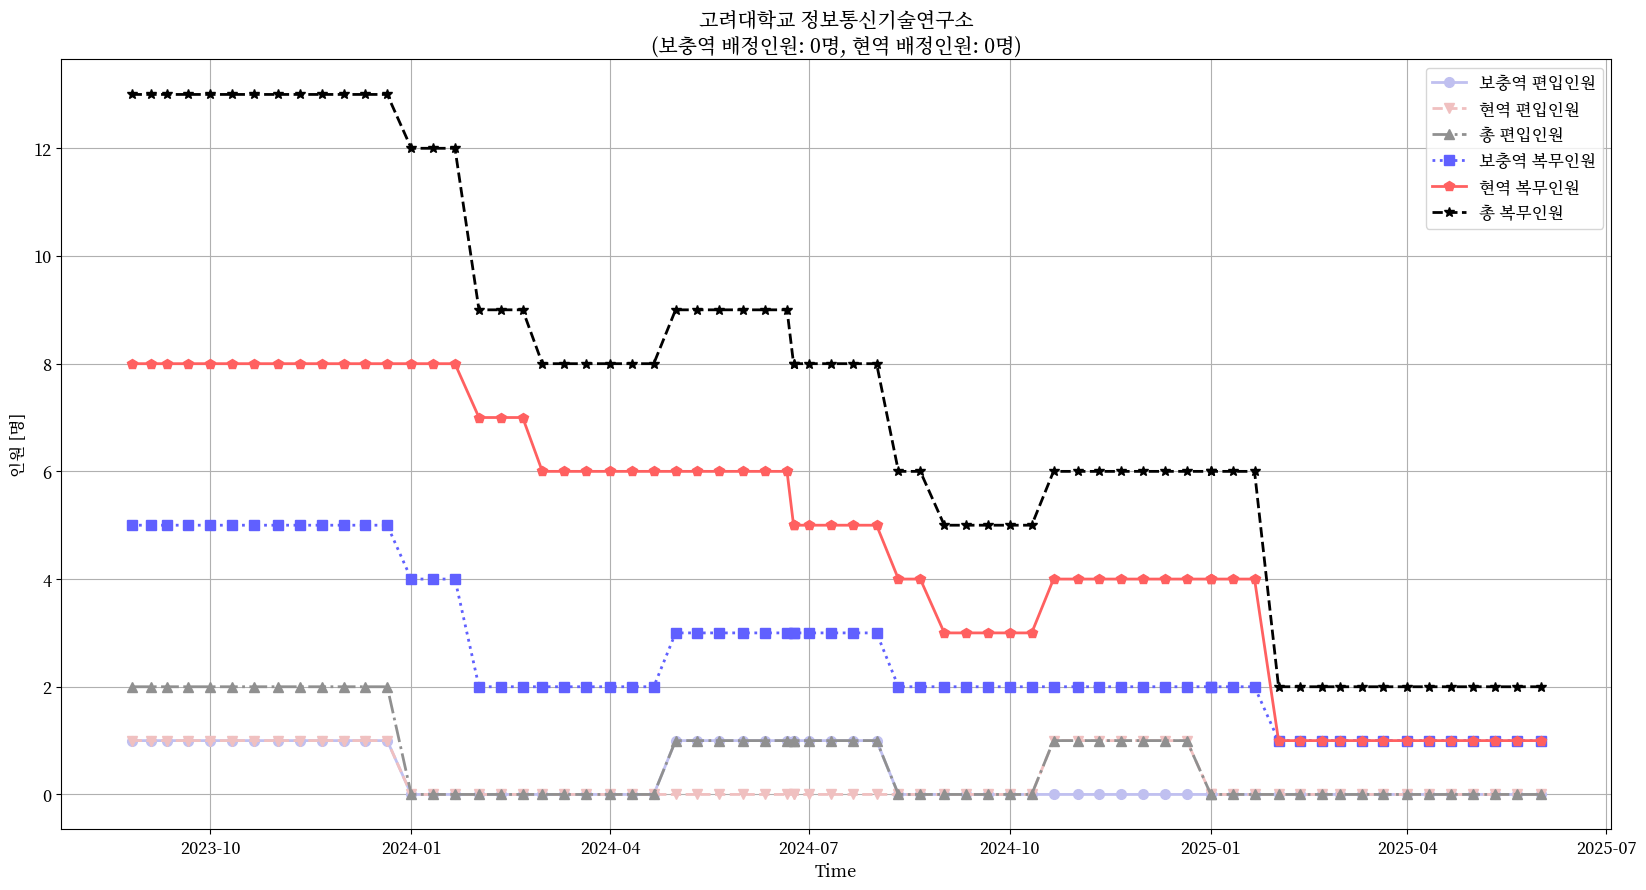 고려대학교 정보통신기술연구소
(보충역 배정인원: 0명, 현역 배정인원: 0명)
보충역 편입인원
현역 편입인원
총 편입인원
보충역 복무인원
현역 복무인원
총 복무인원
인원 [명]
12
10
8
6
4
2
0
2023-10
2024-01
2024-04
2024-07
2024-10
2025-01
2025-04
2025-07
Time